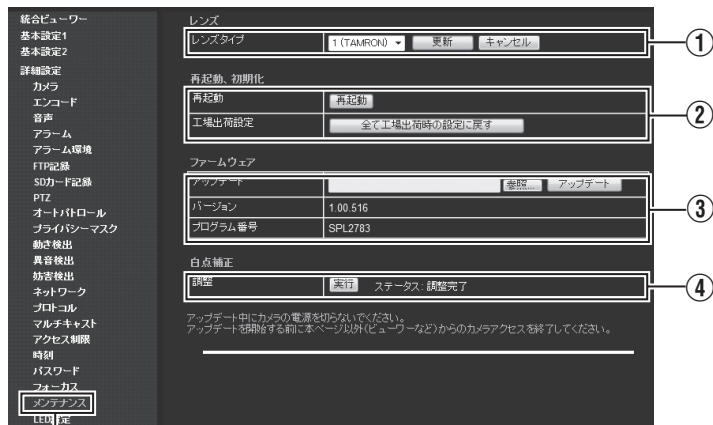 統合ビューワー
基本設定1
基本設定2
詳細設定
カメラ
エンコード
音声
アラーム
アラーム環境
FTP記録
SDカード記録
PTZ
オートパトロール
プライバシーマスク
動き検出
異音検出
妨害検出
ネットワーク
プロトコル
マルチキャスト
アクセス制限
時刻
パスワード
フォーカス
メンテナンス
LED設定
レンズ
レンズタイプ 1 (TAMRON) 更新 キャンセル
①
再起動、初期化
再起動 再起動
工場出荷設定 全て工場出荷時の設定に戻す
②
ファームウェア
アップデート 参照... アップデート
バージョン 1.00.516
プログラム番号 SPL2783
③
白点補正
調整 実行 ステータス: 調整完了
④
アップデート中にカメラの電源を切らないでください。
アップデートを開始する前に本ページ以外(ビューワーなど)からのカメラアクセスを終了してください。